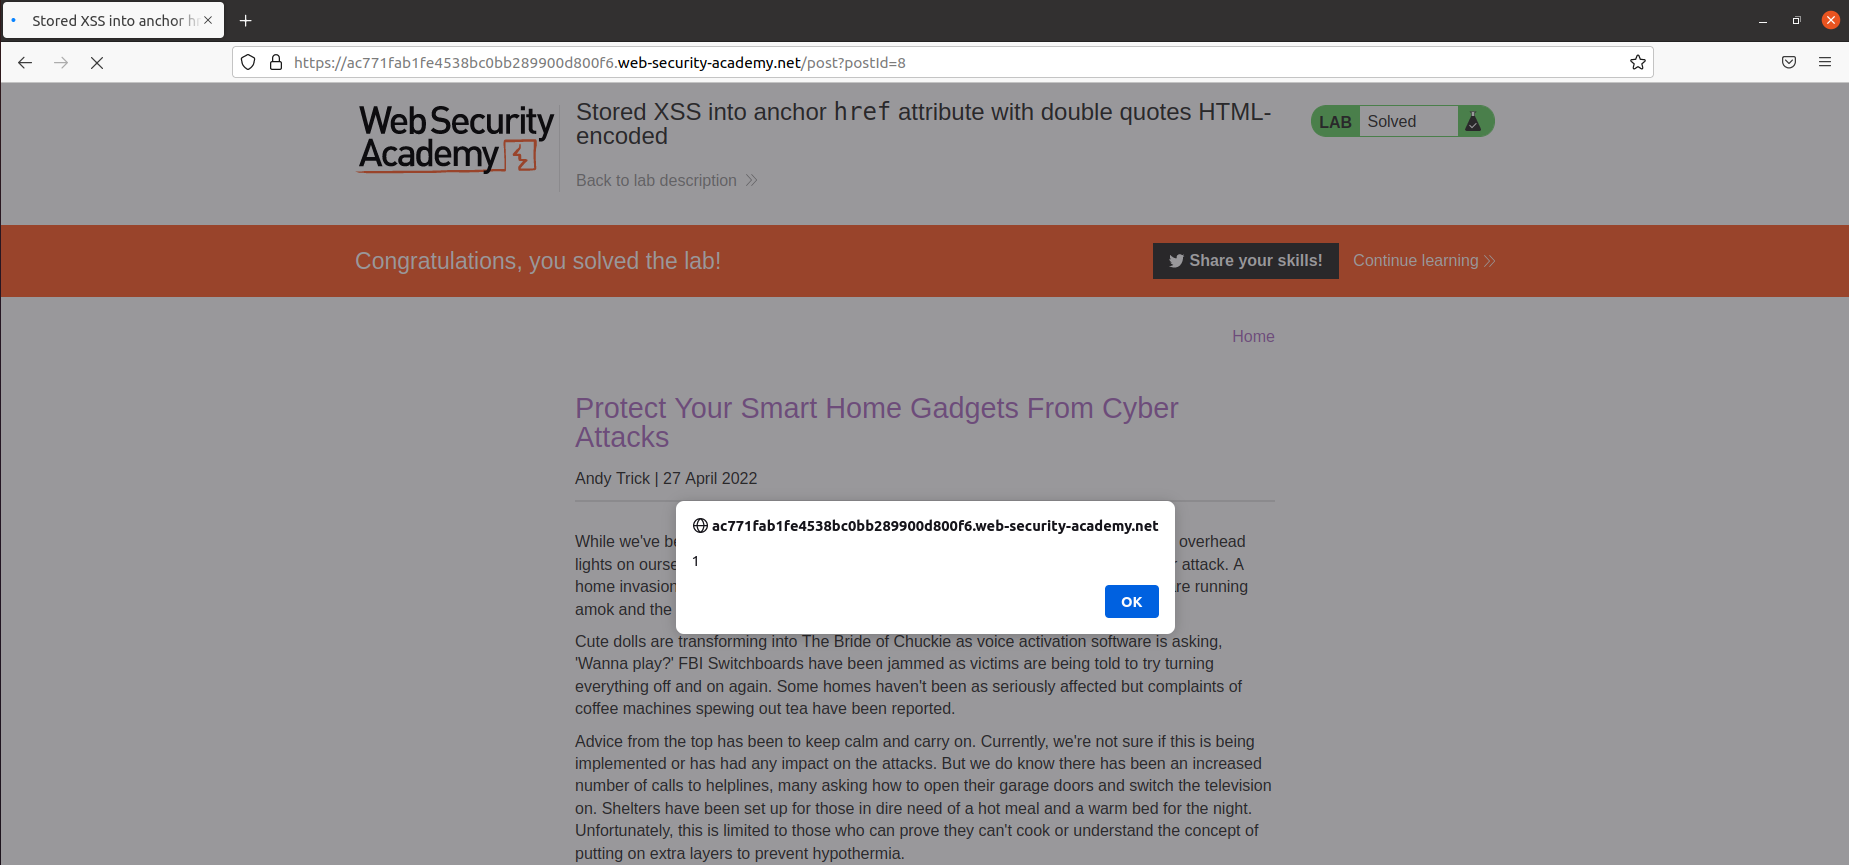 Stored XSS into anchor h
https://ac771fab1fe4538bc0bb289900d800f6.web-security-academy.net/post?postId=8
Web Security
Academy
Stored XSS into anchor href attribute with double quotes HTML-
encoded
Back to lab description
LAB Solved
Congratulations, you solved the lab!
Share your skills!
Continue learning
Home
Protect Your Smart Home Gadgets From Cyber
Attacks
Andy Trick | 27 April 2022
ac771fab1fe4538bc0bb289900d800f6.web-security-academy.net
1
OK
While we've overhead
lights on attack. A
home invasion running
amok and the
Cute dolls are transforming into The Bride of Chuckie as voice activation software is asking,
'Wanna play?' FBI Switchboards have been jammed as victims are being told to try turning
everything off and on again. Some homes haven't been as seriously affected but complaints of
coffee machines spewing out tea have been reported.
Advice from the top has been to keep calm and carry on. Currently, we're not sure if this is being
implemented or has had any impact on the attacks. But we do know there has been an increased
number of calls to helplines, many asking how to open their garage doors and switch the television
on. Shelters have been set up for those in dire need of a hot meal and a warm bed for the night.
Unfortunately, this is limited to those who can prove they can't cook or understand the concept of
putting on extra layers to prevent hypothermia.